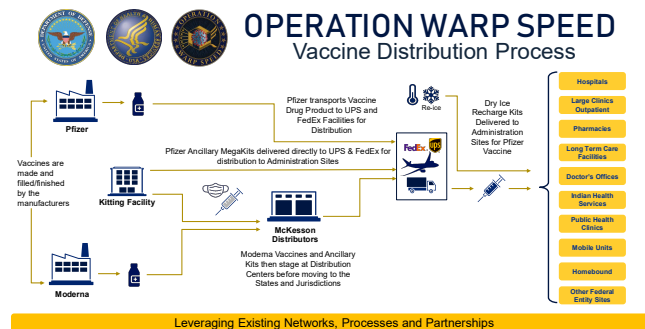 OPERATION WARP SPEED
Vaccine Distribution Process
Pfizer
Pfizer transports Vaccine
Drug Product to UPS and
FedEx Facilities for
Distribution
Re-ice
Dry Ice
Recharge Kits
Delivered to
Administration
Sites for Pfizer
Vaccine
Pfizer Ancillary MegaKits delivered directly to UPS & FedEx for
distribution to Administration Sites
FedEx
ups
Vaccines are
made and
filled/finished
by the
manufacturers
Kitting Facility
McKesson
Distributors
Moderna Vaccines and Ancillary
Kits then stage at Distribution
Centers before moving to the
States and Jurisdictions
Moderna
Hospitals
Large Clinics
Outpatient
Pharmacies
Long Term Care
Facilities
Doctor's Offices
Indian Health
Services
Public Health
Clinics
Mobile Units
Homebound
Other Federal
Entity Sites
Leveraging Existing Networks, Processes and Partnerships